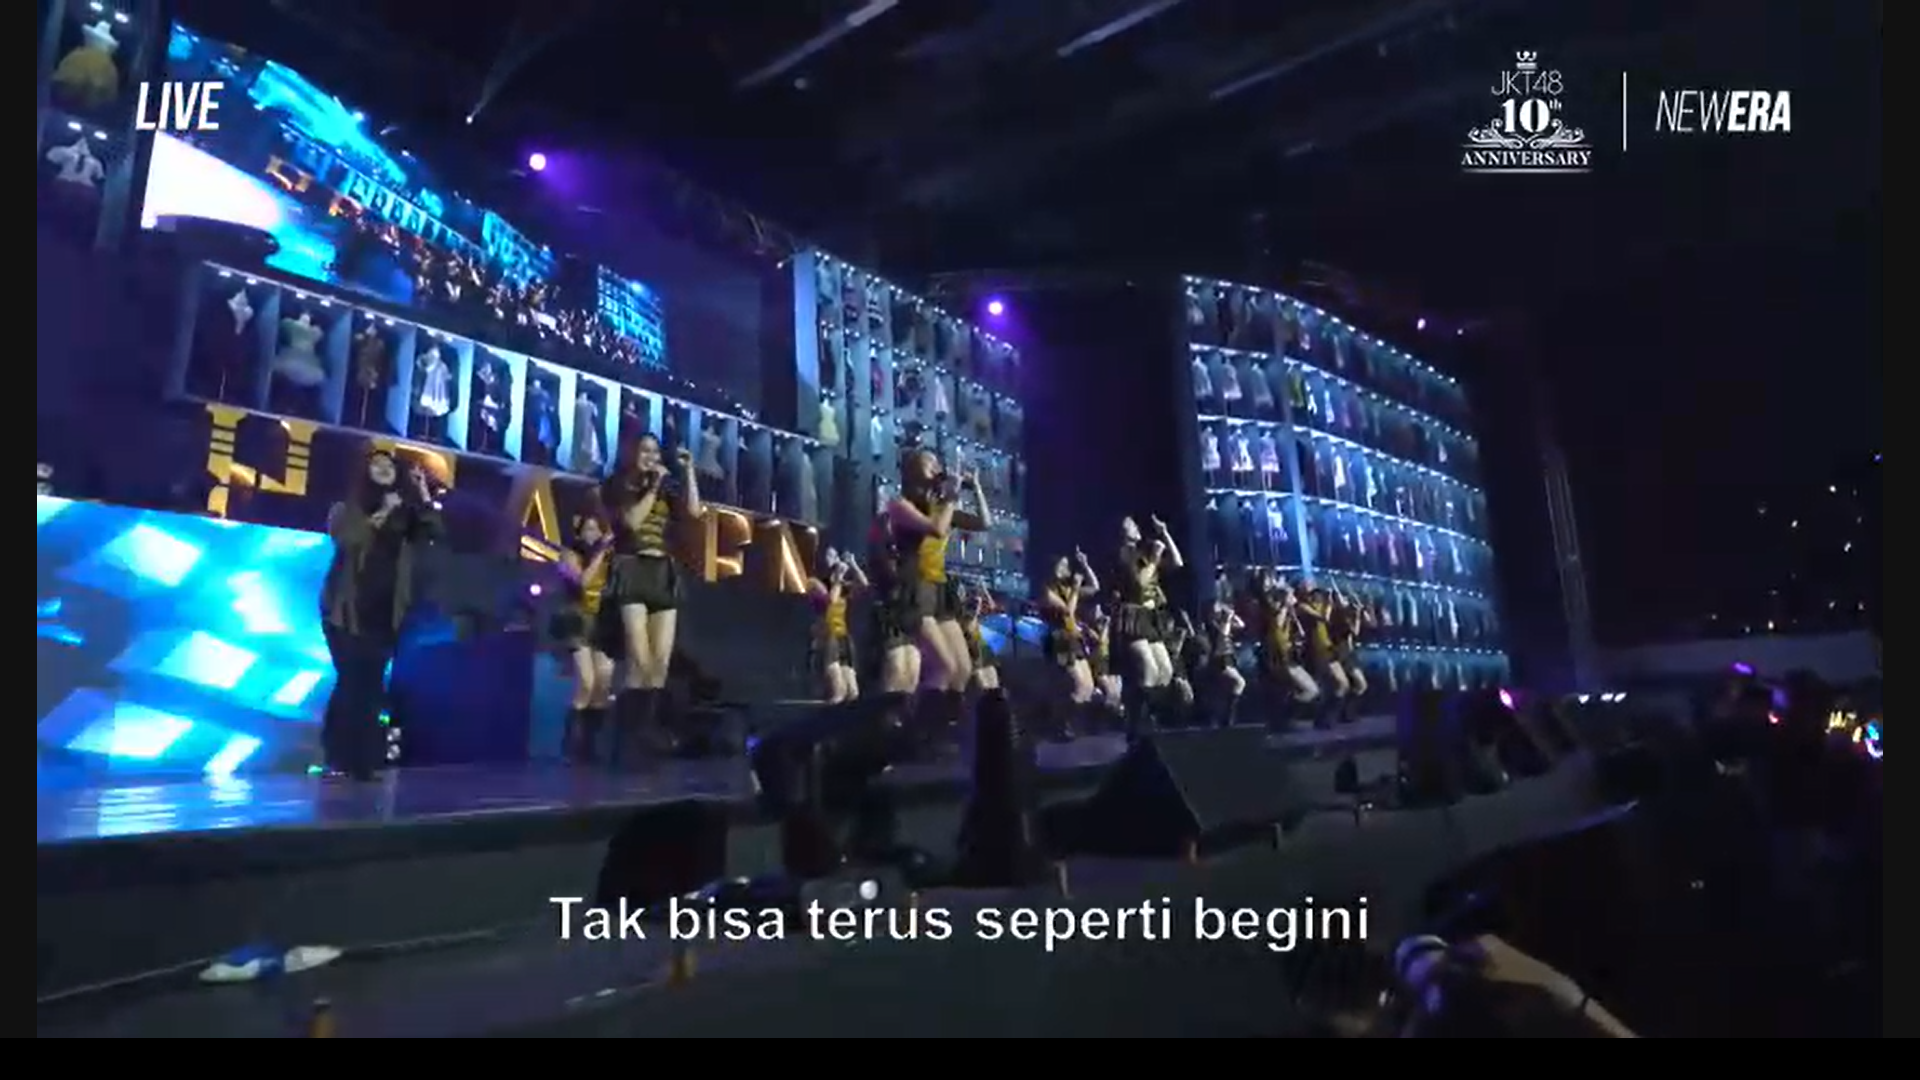 LIVE
JKT48
10th
ANNIVERSARY
NEWERA
Tak bisa terus seperti begini